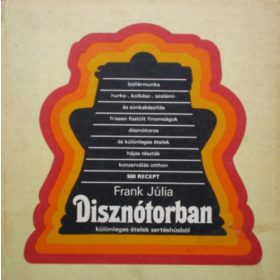 böllérmunka
hurka-, kolbász-, szalámi-
és sonkakészítés
frissen füstölt finomságok
disznótoros
és különleges ételek
hájas tészták
konzerválás otthon
500 RECEPT
Frank Júlia
Disznótorban
különleges ételek sertéshúsból